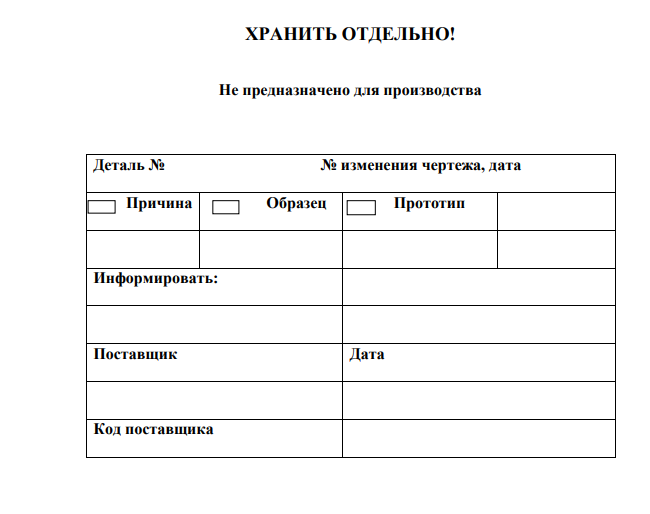 ХРАНИТЬ ОТДЕЛЬНО!
Не предназначено для производства
Деталь № № изменения чертежа, дата
Причина Образец Прототип
Информировать:
Поставщик Дата
Код поставщика